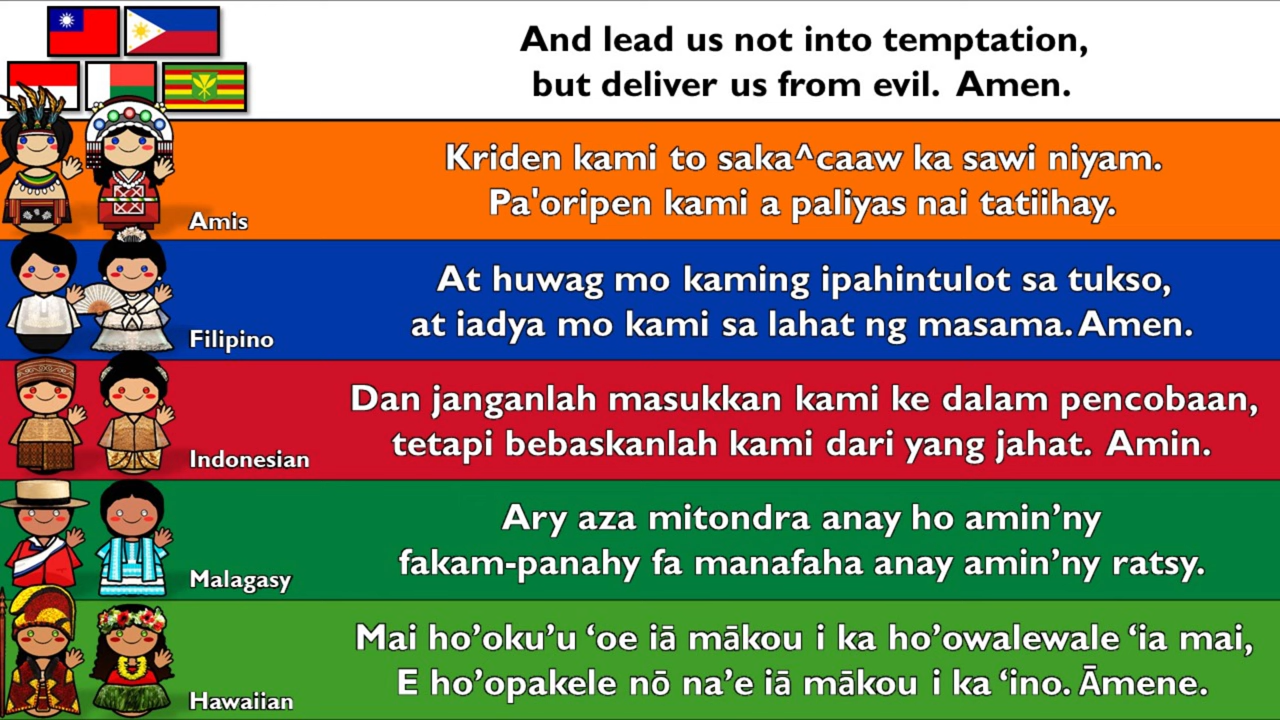 And lead us not into temptation,
but deliver us from evil. Amen.
Kriden kami to saka^caaw ka sawi niyam.
Pa'oripen kami a paliyas nai tatiihay.
Amis
At huwag mo kaming ipahintulot sa tukso,
at iadya mo kami sa lahat ng masama. Amen.
Filipino
Dan janganlah masukkan kami ke dalam pencobaan,
tetapi bebaskanlah kami dari yang jahat. Amin.
Indonesian
Ary aza mitondra anay ho amin’ny
fakam-panahy fa manafaha anay amin’ny ratsy.
Malagasy
Mai ho’oku’u ‘oe iā mākou i ka ho’owalewale ‘ia mai,
E ho’opakele nō na’e iā mākou i ka ‘ino. Āmene.
Hawaiian